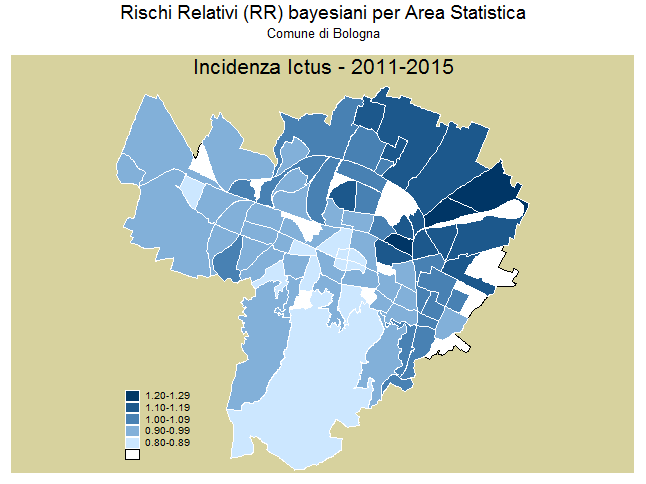 Rischi Relativi (RR) bayesiani per Area Statistica
Comune di Bologna
Incidenza Ictus - 2011-2015
1.20-1.29
1.10-1.19
1.00-1.09
0.90-0.99
0.80-0.89